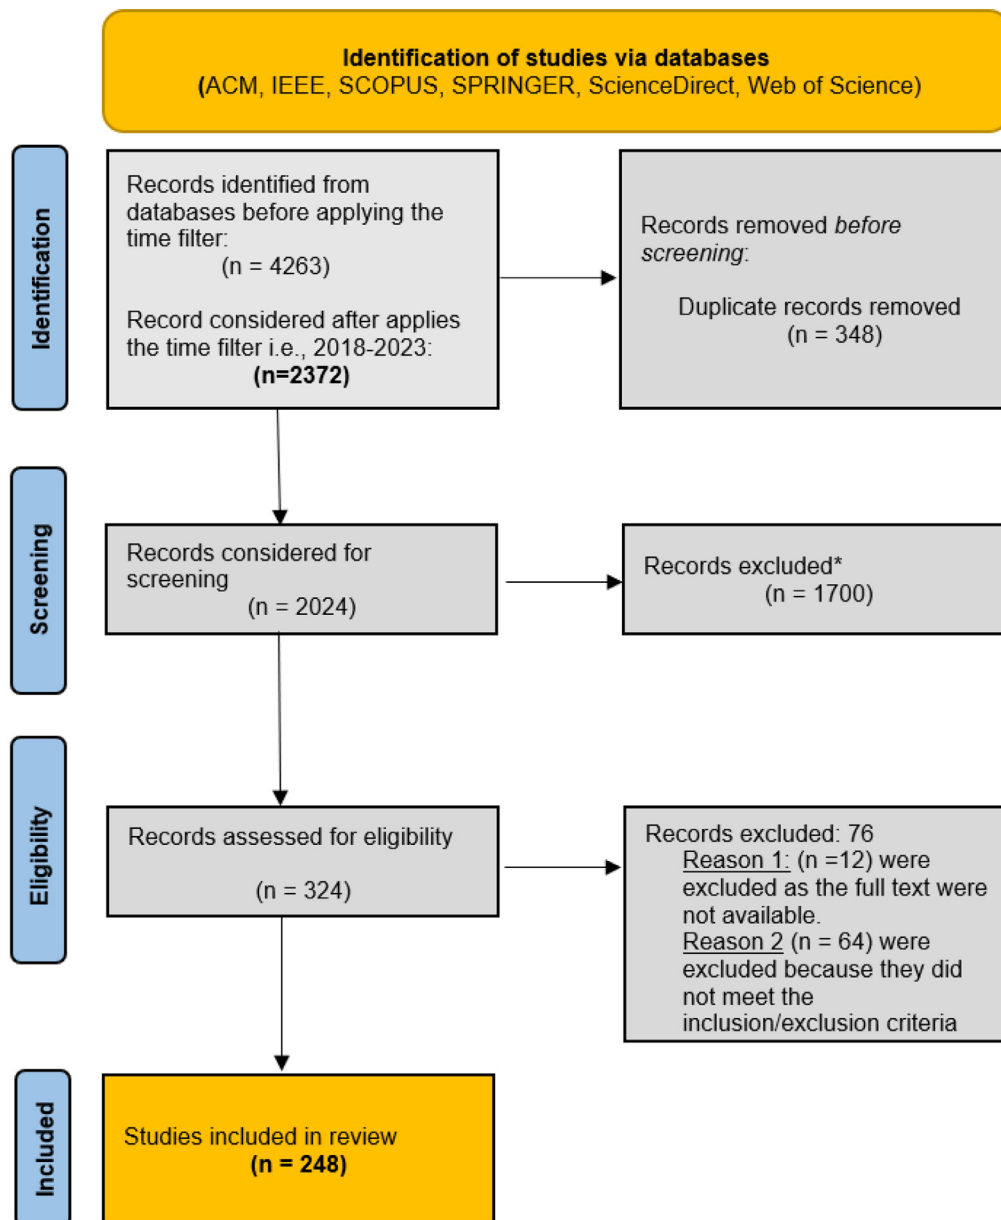 Identification of studies via databases
(ACM, IEEE, SCOPUS, SPRINGER, ScienceDirect, Web of Science)
Identification
Records identified from
databases before applying the
time filter:
(n = 4263)
Record considered after applies
the time filter i.e., 2018-2023:
(n=2372)
Records removed before
screening:
Duplicate records removed
(n = 348)
Screening
Records considered for
screening
(n = 2024)
Records excluded*
(n = 1700)
Eligibility
Records assessed for eligibility
(n = 324)
Records excluded: 76
Reason 1: (n =12) were
excluded as the full text were
not available.
Reason 2 (n = 64) were
excluded because they did
not meet the
inclusion/exclusion criteria
Included
Studies included in review
(n = 248)